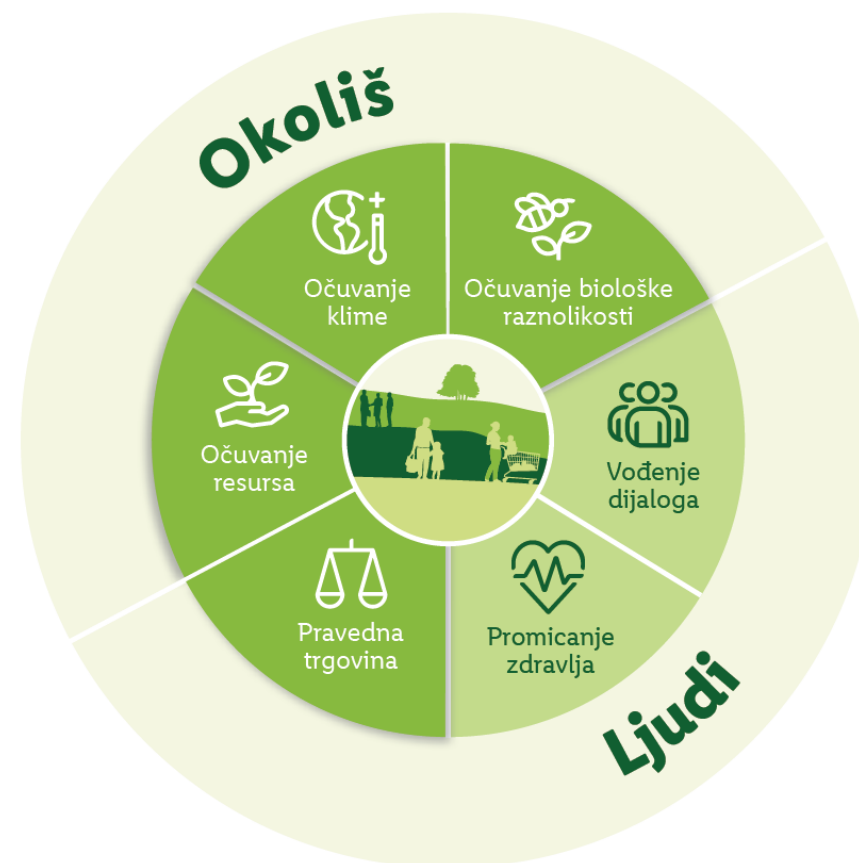 Okoliš
Očuvanje
klime
Očuvanje biološke
raznolikosti
Očuvanje
resursa
Vođenje
dijaloga
Pravedna
trgovina
Promicanje
zdravlja
Ljudi